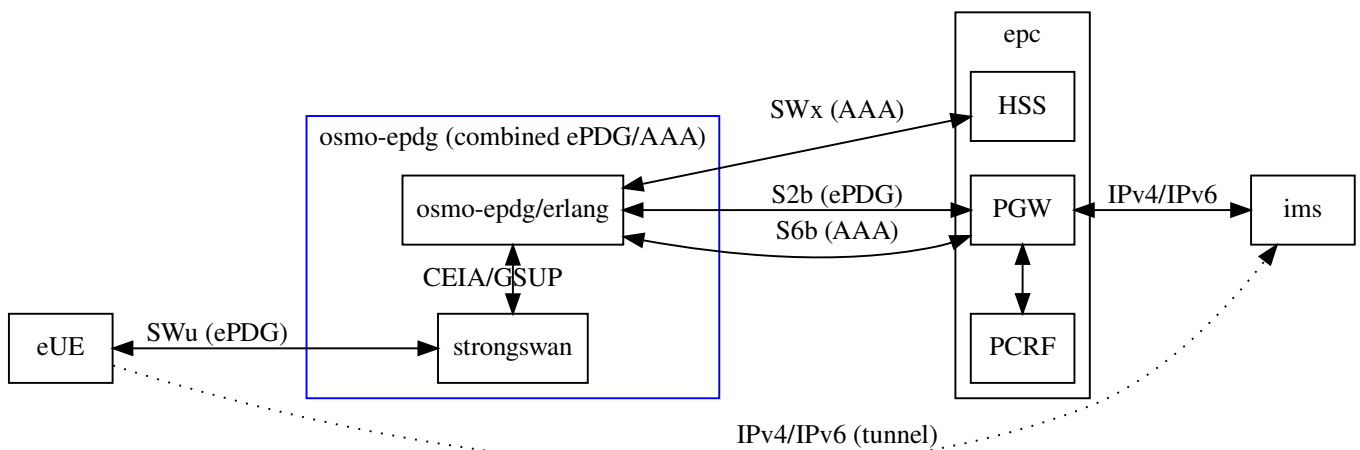 epc
HSS
SWx (AAA)
osmo-epdg (combined ePDG/AAA)
osmo-epdg/erlang
S2b (ePDG)
PGW
IPv4/IPv6
ims
S6b (AAA)
CEIA/GSUP
eUE
SWu (ePDG)
strongswan
PCRF
IPv4/IPv6 (tunnel)